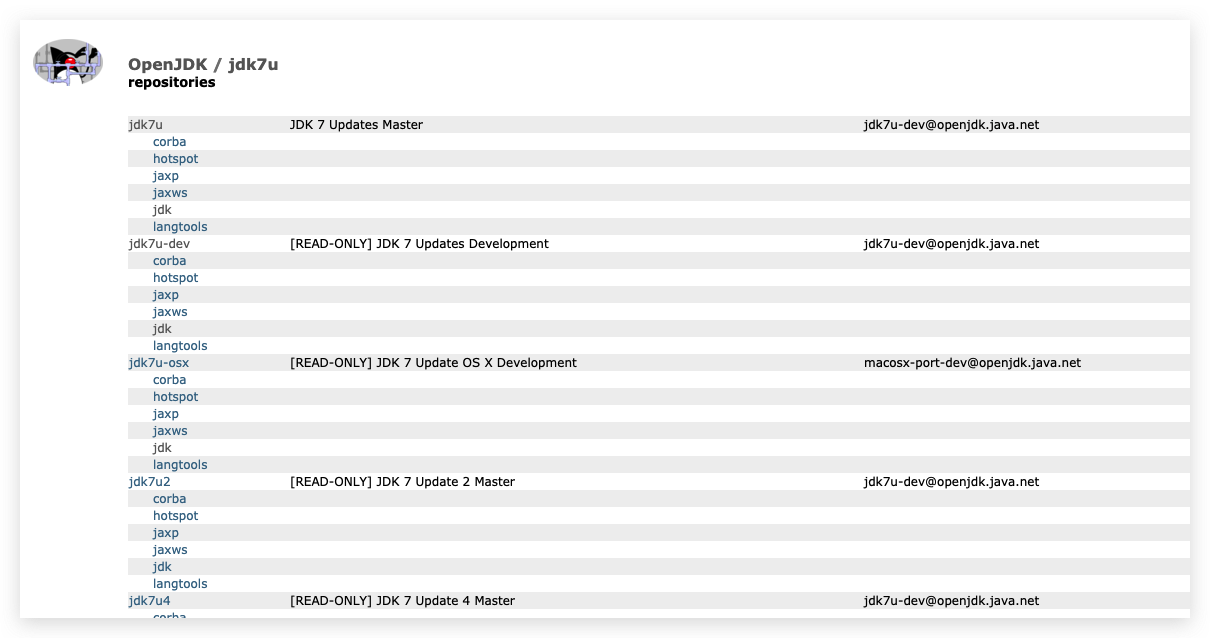 OpenJDK / jdk7u
repositories
jdk7u JDK 7 Updates Master jdk7u-dev@openjdk.java.net
corba
hotspot
jaxp
jaxws
jdk
langtools
jdk7u-dev [READ-ONLY] JDK 7 Updates Development jdk7u-dev@openjdk.java.net
corba
hotspot
jaxp
jaxws
jdk
langtools
jdk7u-osx [READ-ONLY] JDK 7 Update OS X Development macosx-port-dev@openjdk.java.net
corba
hotspot
jaxp
jaxws
jdk
langtools
jdk7u2 [READ-ONLY] JDK 7 Update 2 Master jdk7u-dev@openjdk.java.net
corba
hotspot
jaxp
jaxws
jdk
langtools
jdk7u4 [READ-ONLY] JDK 7 Update 4 Master jdk7u-dev@openjdk.java.net
corba